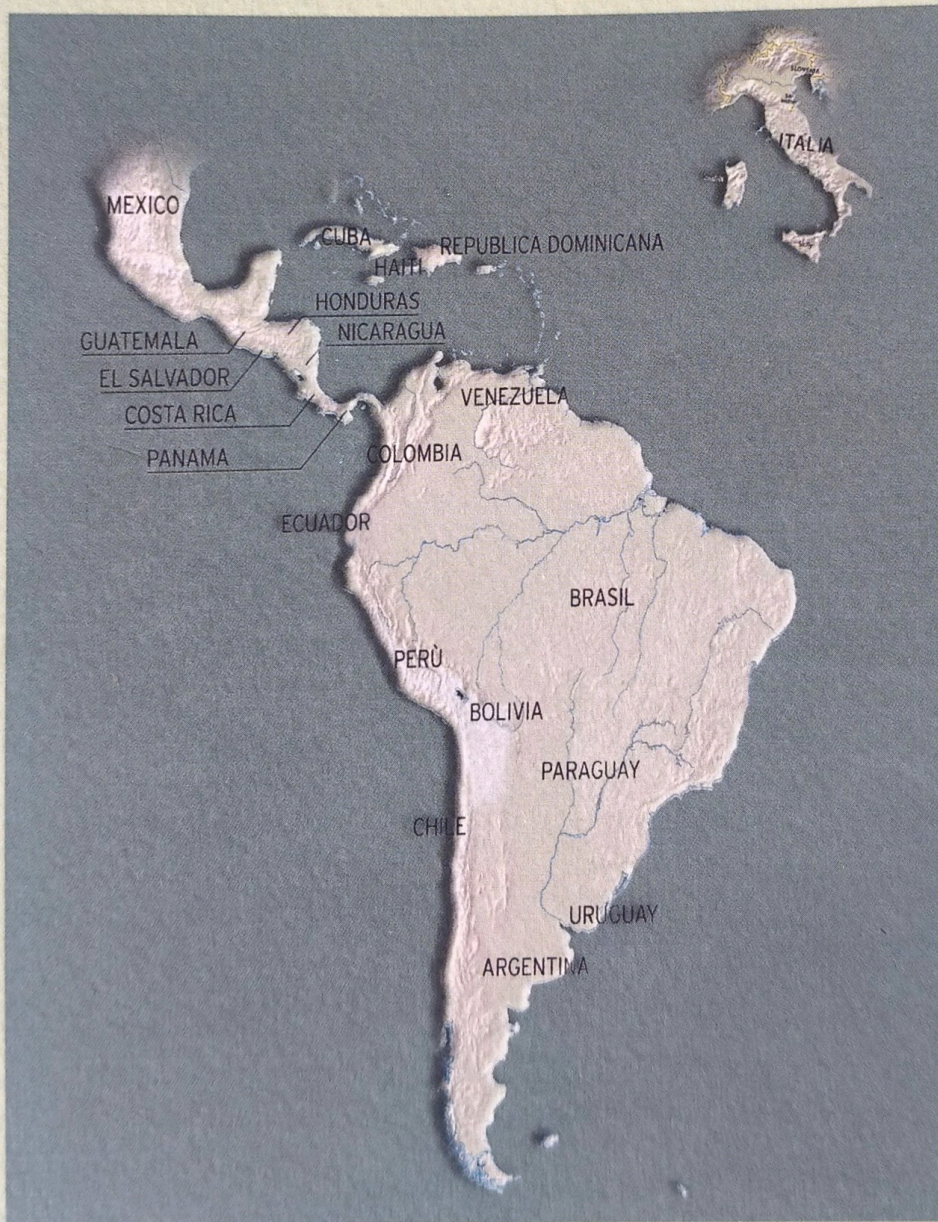 SLOVENIA
ITALIA
MEXICO
CUBA
REPUBLICA DOMINICANA
HAITI
HONDURAS
GUATEMALA
NICARAGUA
EL SALVADOR
COSTA RICA
PANAMA
VENEZUELA
COLOMBIA
ECUADOR
BRASIL
PERÙ
BOLIVIA
PARAGUAY
CHILE
URUGUAY
ARGENTINA